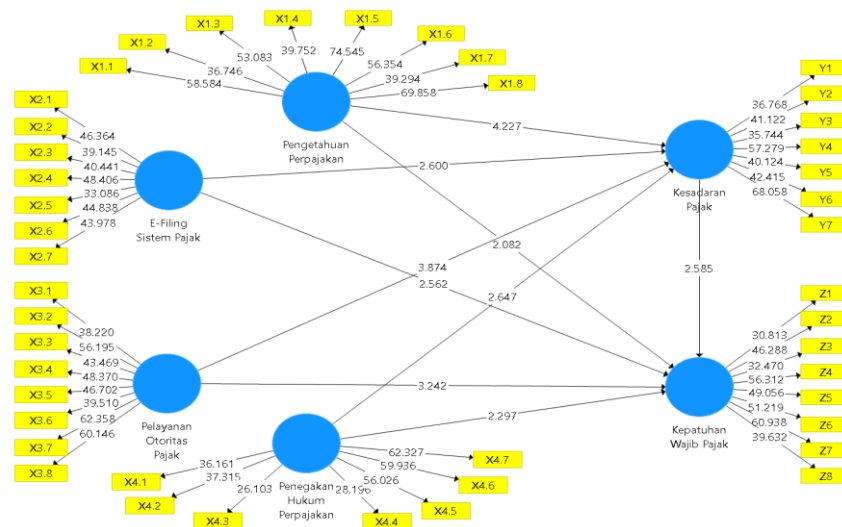 X1.1
X1.2
X1.3
X1.4
X1.5
X1.6
X1.7
X1.8
58.584
36.746
53.083
39.752
74.545
56.354
39.294
69.858
Pengetahuan
Perpajakan
X2.1
X2.2
X2.3
X2.4
X2.5
X2.6
X2.7
46.364
39.145
40.441
48.406
33.086
44.838
43.978
E-Filing
Sistem Pajak
4.227
2.600
3.874
2.562
2.082
2.647
2.585
3.242
2.297
Y1
Y2
Y3
Y4
Y5
Y6
Y7
36.768
41.122
35.744
57.279
40.124
42.415
68.058
Kesadaran
Pajak
X3.1
X3.2
X3.3
X3.4
X3.5
X3.6
X3.7
X3.8
38.220
56.195
43.469
48.370
46.702
39.510
62.358
60.146
Pelayanan
Otoritas
Pajak
X4.1
X4.2
X4.3
X4.4
X4.5
X4.6
X4.7
36.161
37.315
26.103
28.196
56.026
59.936
62.327
Penegakan
Hukum
Perpajakan
Z1
Z2
Z3
Z4
Z5
Z6
Z7
Z8
30.813
46.288
32.470
56.312
49.056
51.219
60.938
39.632
Kepatuhan
Wajib Pajak